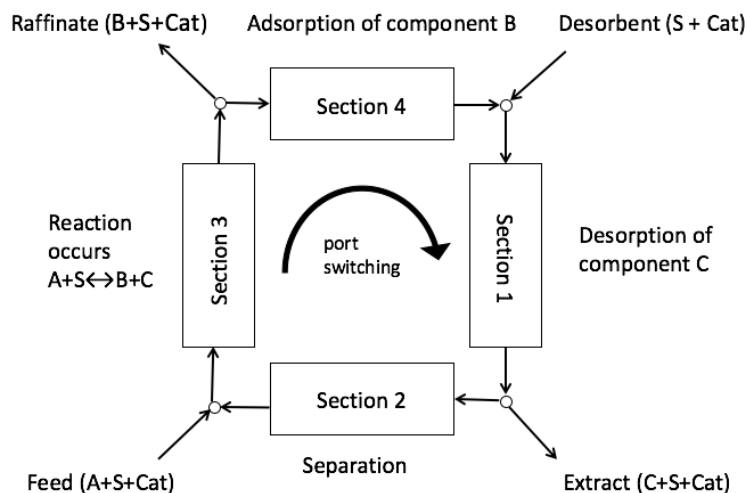 Raffinate (B+S+Cat)
Adsorption of component B
Desorbent (S + Cat)
Section 4
Reaction
occurs
A+S↔B+C
Section 3
port
switching
Section 1
Desorption of
component C
Section 2
Feed (A+S+Cat)
Separation
Extract (C+S+Cat)